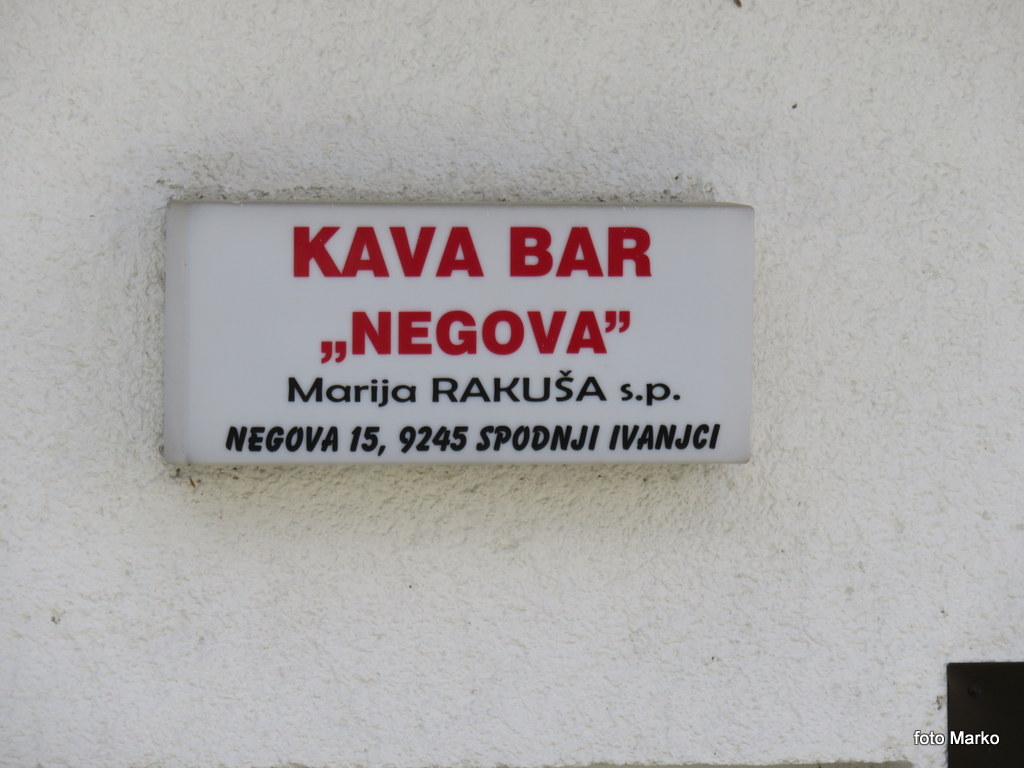 KAVA BAR
„NEGOVA”
Marija RAKUŠA s.p.
NEGOVA 15, 9245 SPODNJI IVANJCI
foto Marko